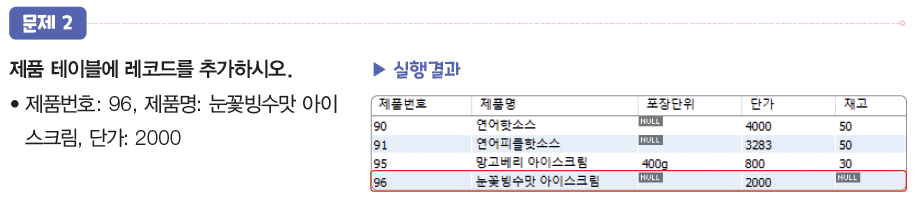 문제 2
제품 테이블에 레코드를 추가하시오.
• 제품번호: 96, 제품명: 눈꽃빙수맛 아이
스크림, 단가: 2000
▶ 실행결과
제품번호 제품명 포장단위 단가 재고
90 연어핫소스 NULL 4000 50
91 연어피클핫소스 NULL 3283 50
95 망고베리 아이스크림 400g 800 30
96 눈꽃빙수맛 아이스크림 NULL 2000 NULL